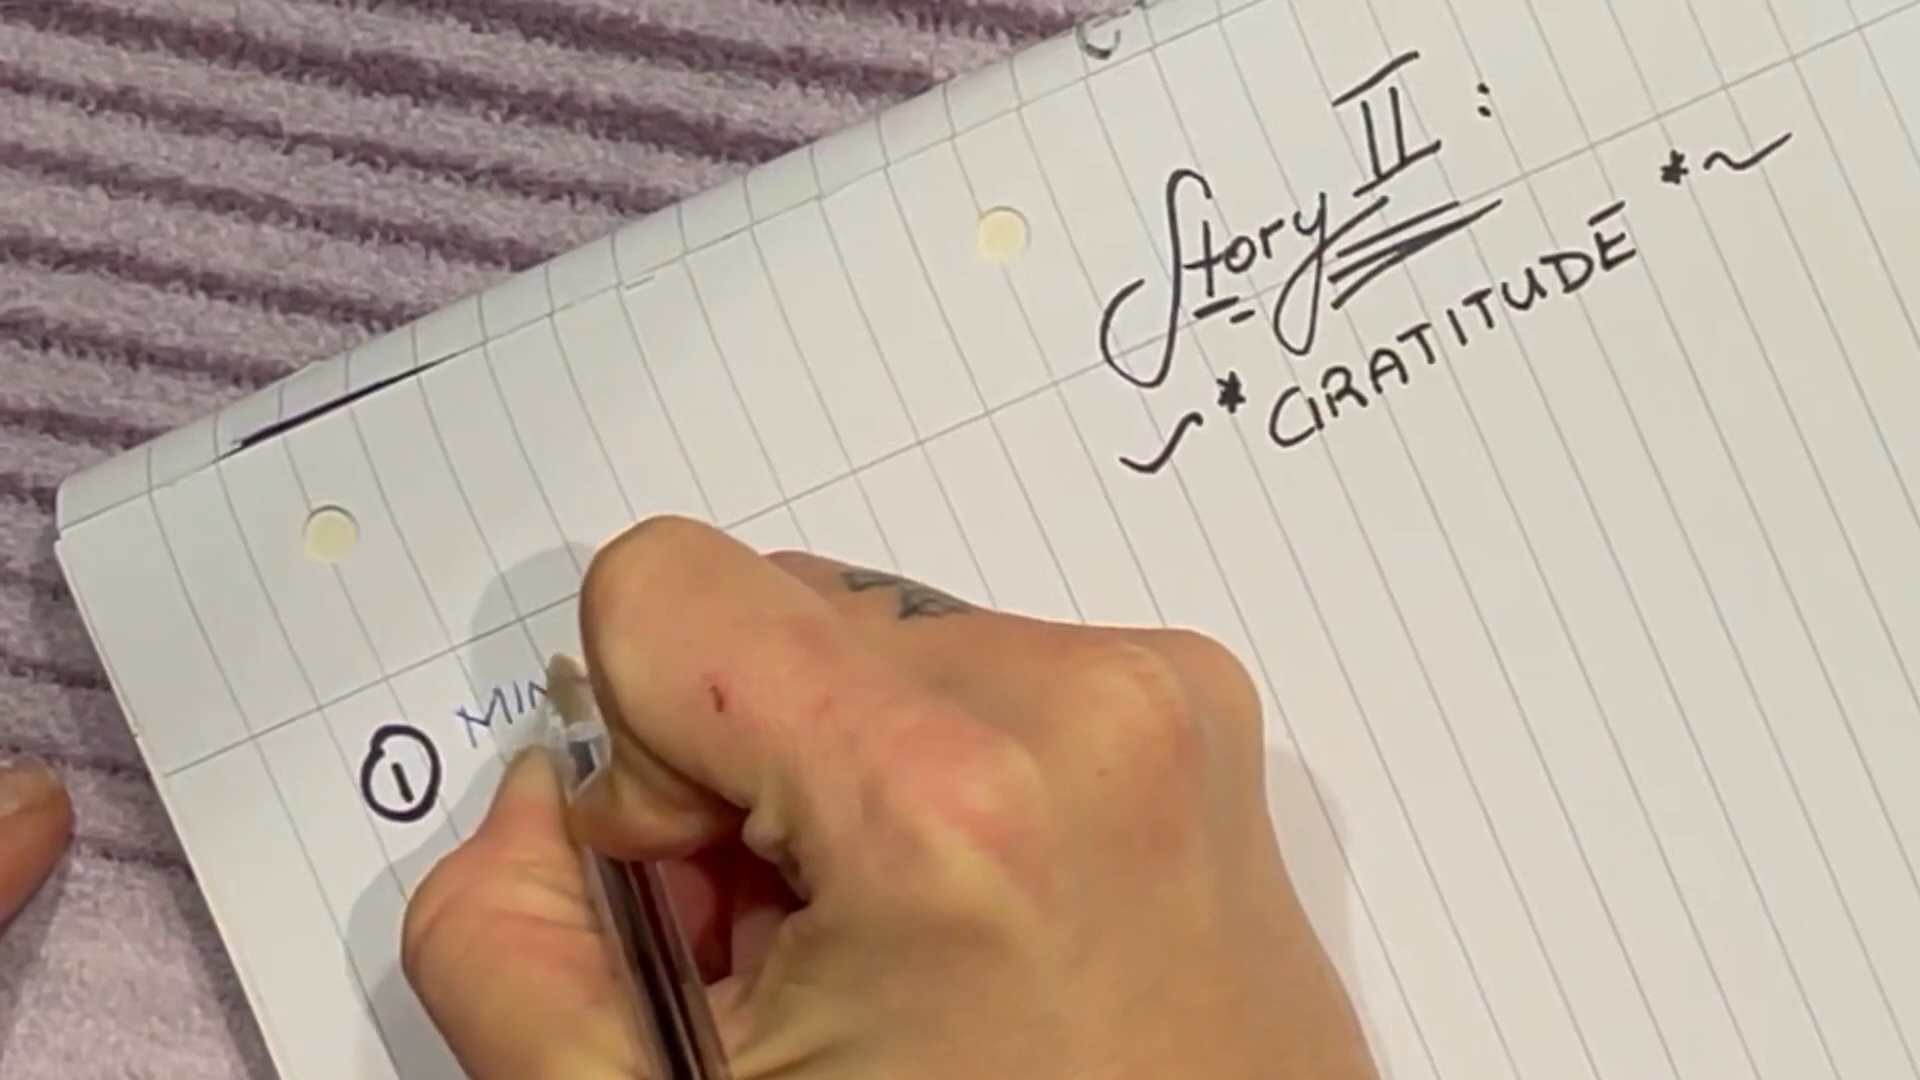 Story II:
* GRATITUDE * ~
① MIN